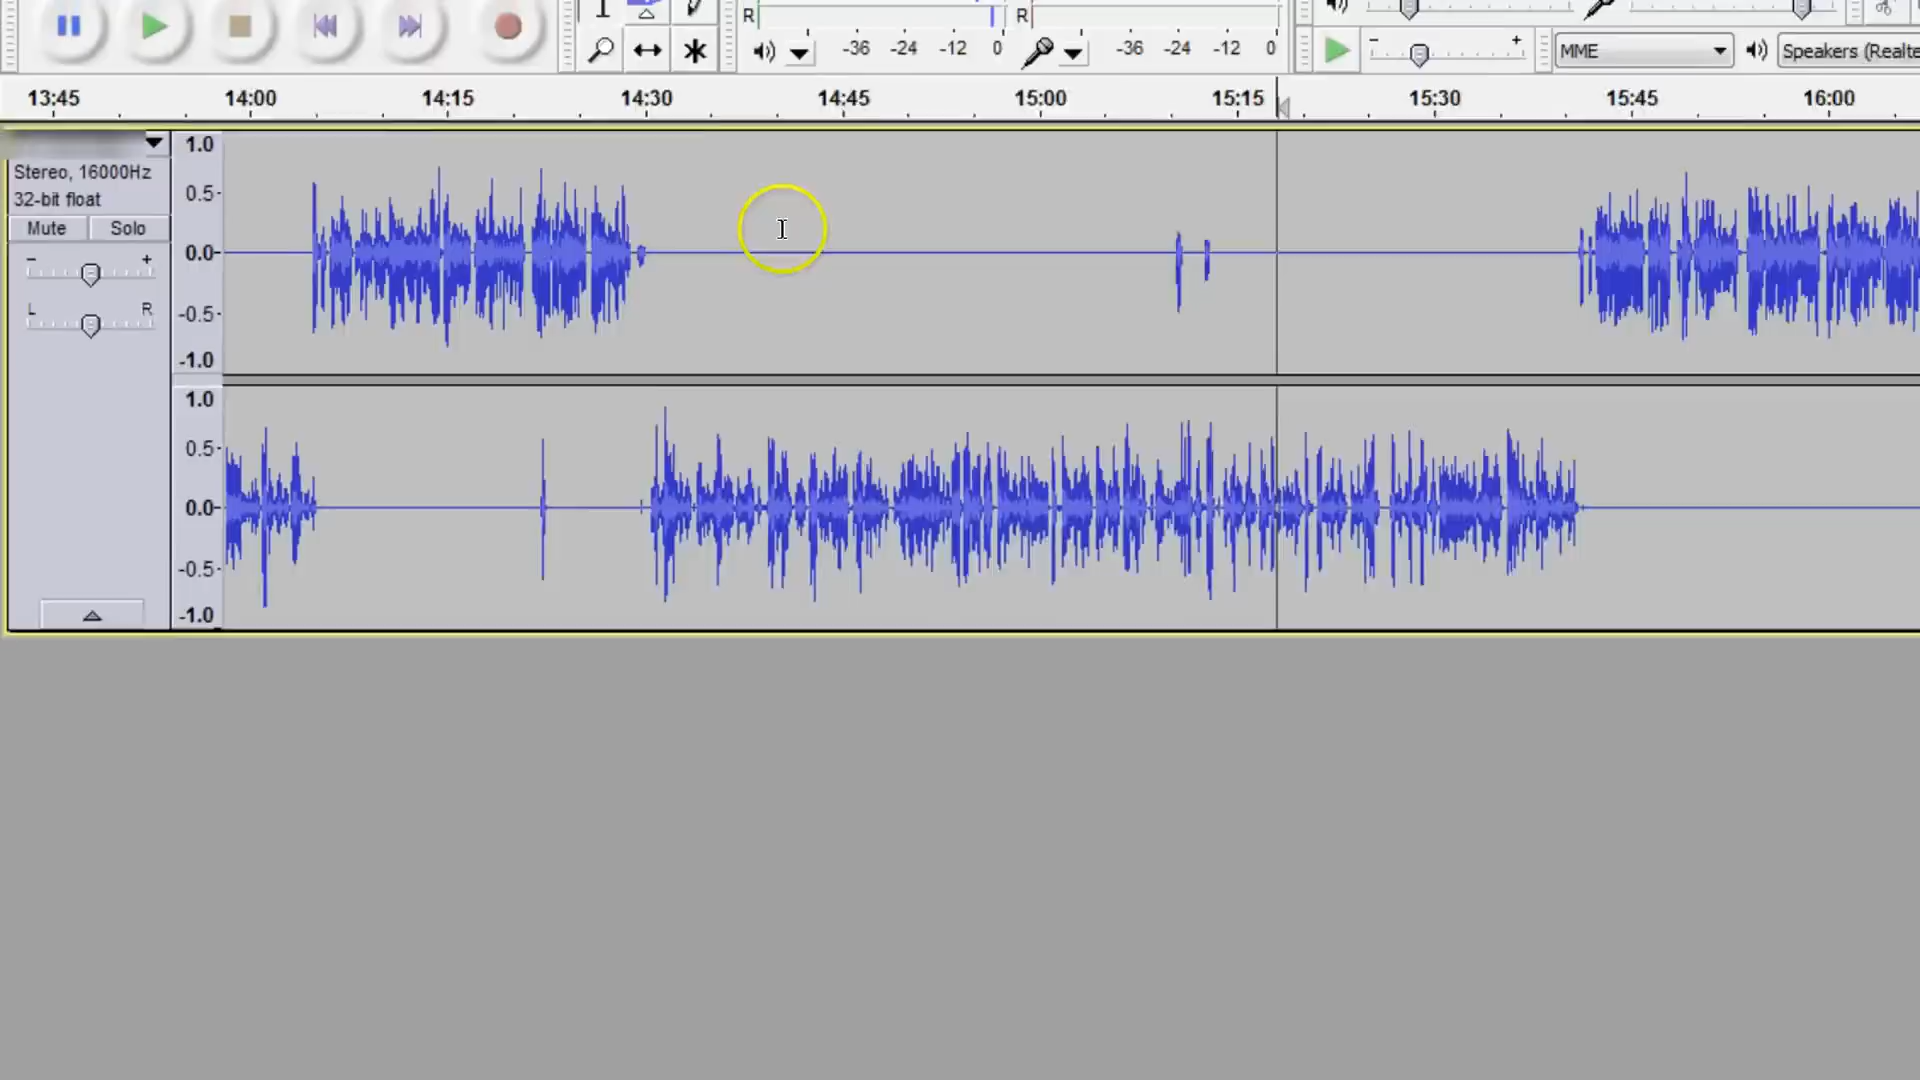 R -36 -24 -12 0 R -36 -24 -12 0
- + MME Speakers (Realte
13:45 14:00 14:15 14:30 14:45 15:00 15:15 15:30 15:45 16:00
1.0
Stereo, 16000Hz
32-bit float
0.5
Mute Solo
0.0
- +
L R
-0.5
-1.0
1.0
0.5
0.0
-0.5
-1.0